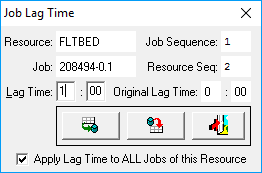 Job Lag Time
Resource: FLTBED Job Sequence: 1
Job: 208494-0.1 Resource Seq: 2
Lag Time: 1 : 00 Original Lag Time: 0 : 00
Apply Lag Time to ALL Jobs of this Resource